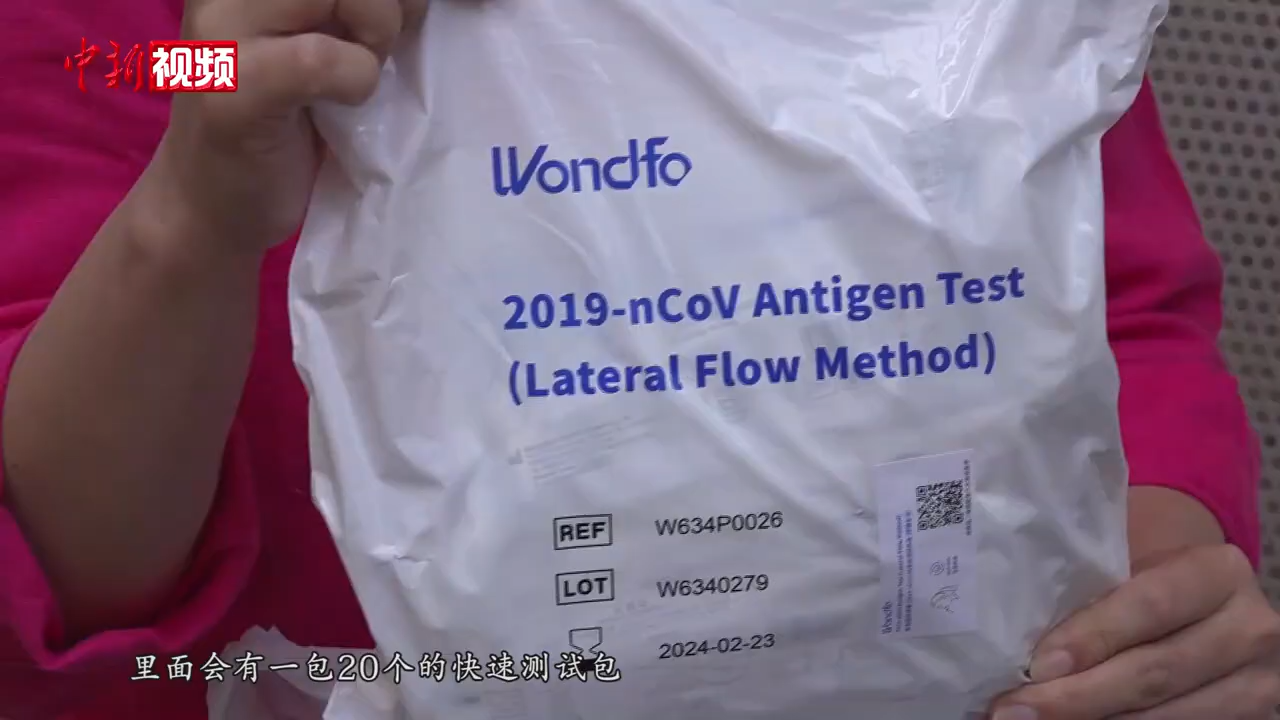 中新视频
Wondfo
2019-nCoV Antigen Test
(Lateral Flow Method)
REF W634P0026
LOT W6340279
2024-02-23
Wondfo
里面会有一包20个的快速测试包